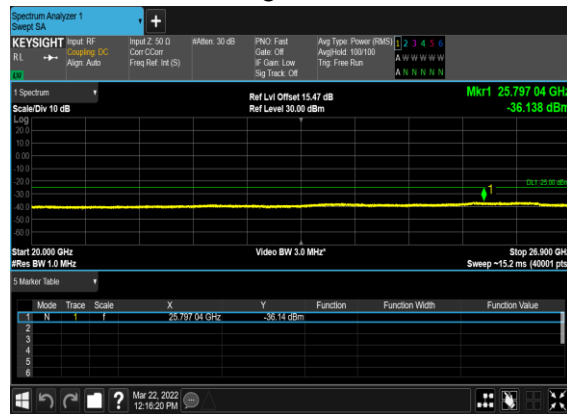 Spectrum Analyzer 1
Swept SA
+
KEYSIGHT Input: RF Input Z: 50 Ω #Atten: 30 dB PNO: Fast Avg Type: Power (RMS) 1 2 3 4 5 6
RL Coupling: DC Corr CCorr Gate: Off Avg|Hold: 100/100 A W W W W W
Align: Auto Freq Ref: Int (S) IF Gain: Low Trig: Free Run
Sig Track: Off A N N N N N
1 Spectrum Ref Lvl Offset 15.47 dB Mkr1 25.797 04 GHz
Scale/Div 10 dB Ref Level 30.00 dBm -36.138 dBm
Log
20.0
10.0
0.00
-10.0
-20.0
1
-30.0
-40.0
-50.0
-60.0
Start 20.000 GHz Video BW 3.0 MHz* Stop 26.900 GHz
#Res BW 1.0 MHz Sweep ~15.2 ms (40001 pts)
5 Marker Table
Mode Trace Scale X Y Function Function Width Function Value
1 N 1 f 25.797 04 GHz -36.14 dBm
2
3
4
5
6
? Mar 22, 2022
12:16:20 PM